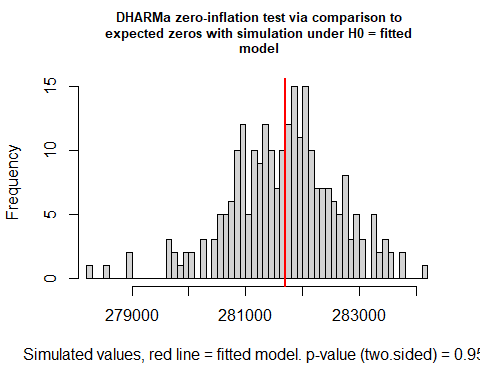 DHARMa zero-inflation test via comparison to
expected zeros with simulation under H0 = fitted
model
Frequency
15
10
5
0
279000 281000 283000
Simulated values, red line = fitted model. p-value (two.sided) = 0.95